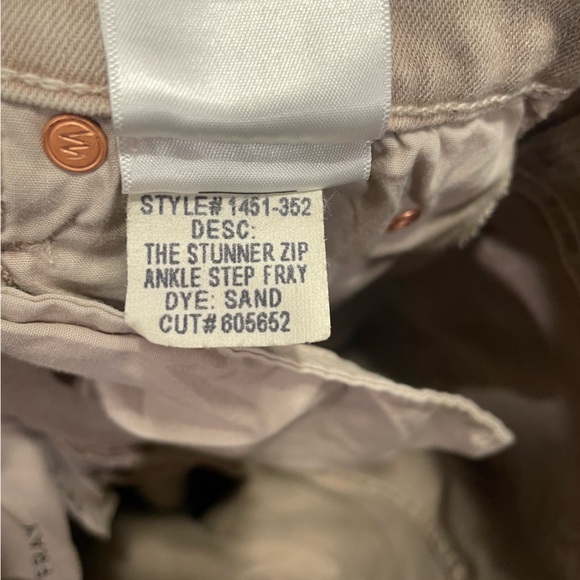 STYLE# 1451-352
DESC:
THE STUNNER ZIP
ANKLE STEP FRAY
DYE: SAND
CUT# 605652